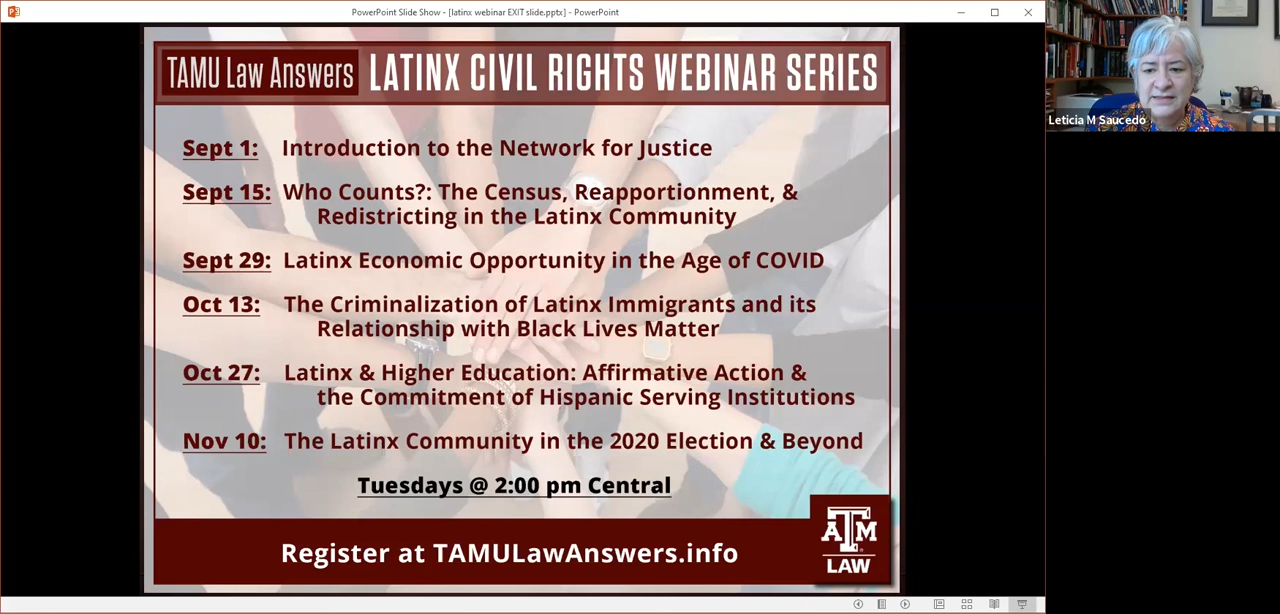 PowerPoint Slide Show - [latinx webinar EXIT slide.pptx] - PowerPoint
TAMU Law Answers LATINX CIVIL RIGHTS WEBINAR SERIES
Sept 1: Introduction to the Network for Justice
Sept 15: Who Counts?: The Census, Reapportionment, &
Redistricting in the Latinx Community
Sept 29: Latinx Economic Opportunity in the Age of COVID
Oct 13: The Criminalization of Latinx Immigrants and its
Relationship with Black Lives Matter
Oct 27: Latinx & Higher Education: Affirmative Action &
the Commitment of Hispanic Serving Institutions
Nov 10: The Latinx Community in the 2020 Election & Beyond
Tuesdays @ 2:00 pm Central
Register at TAMULawAnswers.info
ATM
LAW
Leticia M Saucedo